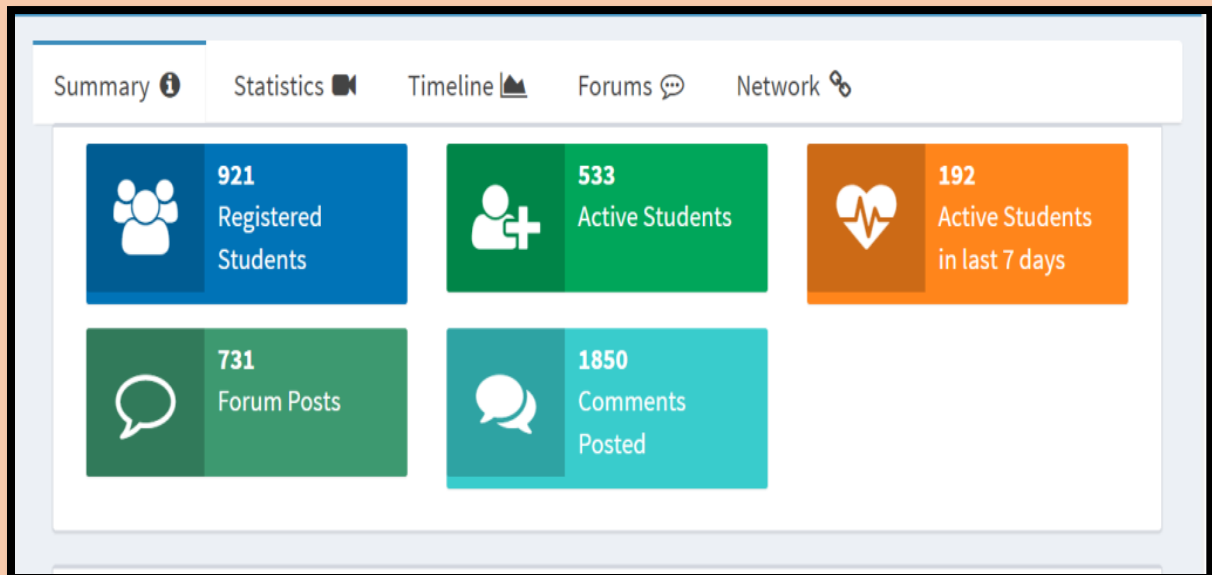 Summary Statistics Timeline Forums Network
921
Registered
Students
533
Active Students
192
Active Students
in last 7 days
731
Forum Posts
1850
Comments
Posted